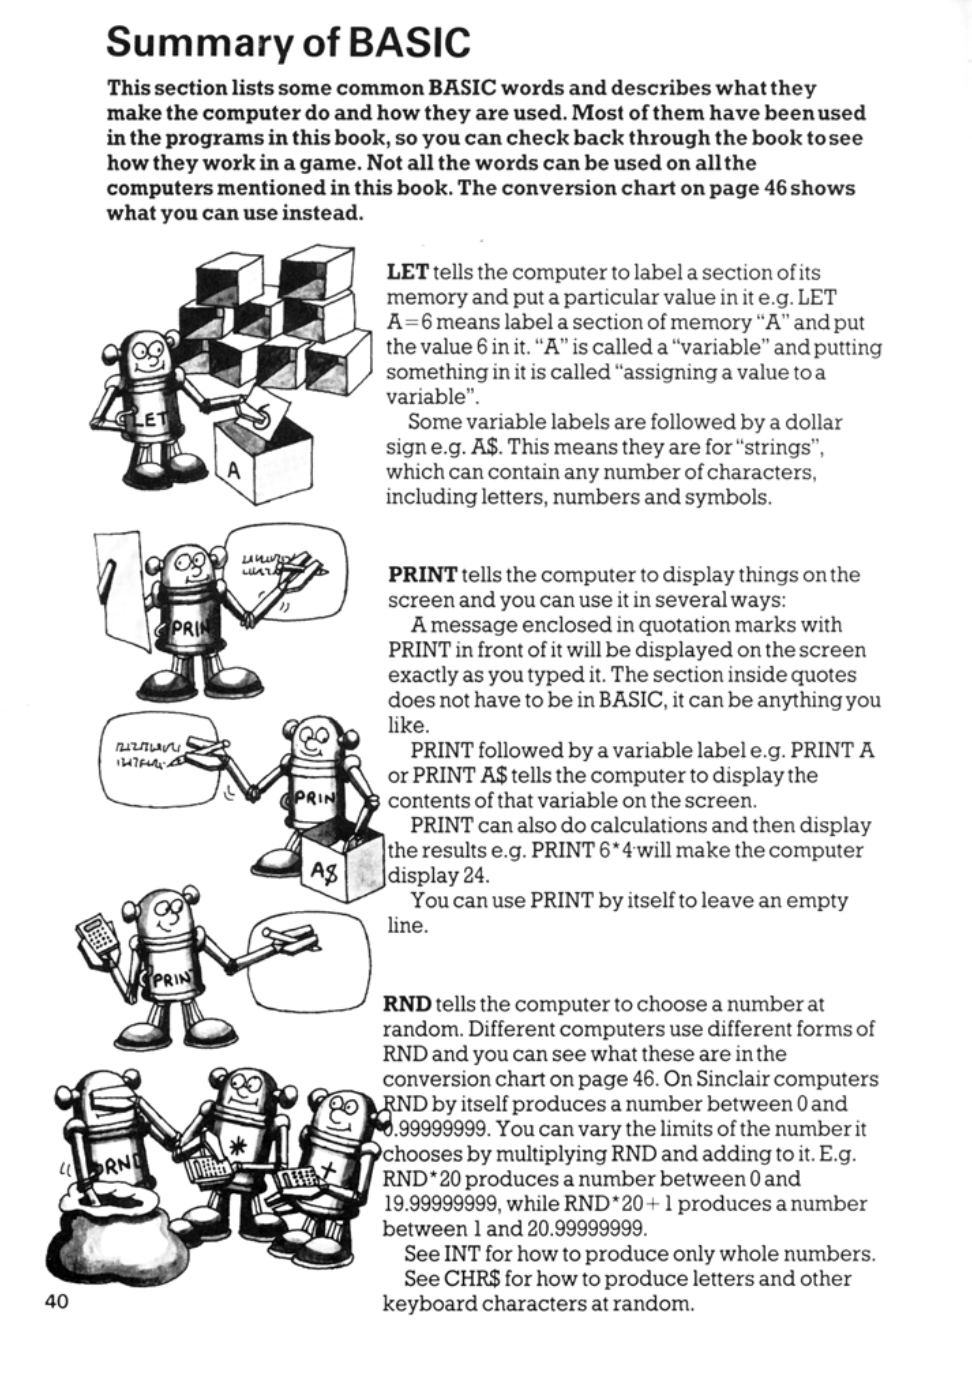 Summary of BASIC
This section lists some common BASIC words and describes what they
make the computer do and how they are used. Most of them have been used
in the programs in this book, so you can check back through the book to see
how they work in a game. Not all the words can be used on all the
computers mentioned in this book. The conversion chart on page 46 shows
what you can use instead.
LET tells the computer to label a section of its
memory and put a particular value in it e.g. LET
A=6 means label a section of memory "A" and put
the value 6 in it. "A" is called a "variable" and putting
something in it is called "assigning a value to a
variable".
Some variable labels are followed by a dollar
sign e.g. A$. This means they are for "strings",
which can contain any number of characters,
including letters, numbers and symbols.
LET
6
A
PRINT tells the computer to display things on the
screen and you can use it in several ways:
A message enclosed in quotation marks with
PRINT in front of it will be displayed on the screen
exactly as you typed it. The section inside quotes
does not have to be in BASIC, it can be anything you
like.
PRINT followed by a variable label e.g. PRINT A
or PRINT A$ tells the computer to display the
contents of that variable on the screen.
PRINT can also do calculations and then display
the results e.g. PRINT 6*4 will make the computer
display 24.
You can use PRINT by itself to leave an empty
line.
PRIN
PRIN
A$
PRIN
RND tells the computer to choose a number at
random. Different computers use different forms of
RND and you can see what these are in the
conversion chart on page 46. On Sinclair computers
RND by itself produces a number between 0 and
0.99999999. You can vary the limits of the number it
chooses by multiplying RND and adding to it. E.g.
RND*20 produces a number between 0 and
19.99999999, while RND*20+1 produces a number
between 1 and 20.99999999.
See INT for how to produce only whole numbers.
See CHR$ for how to produce letters and other
keyboard characters at random.
RND
*
+
40